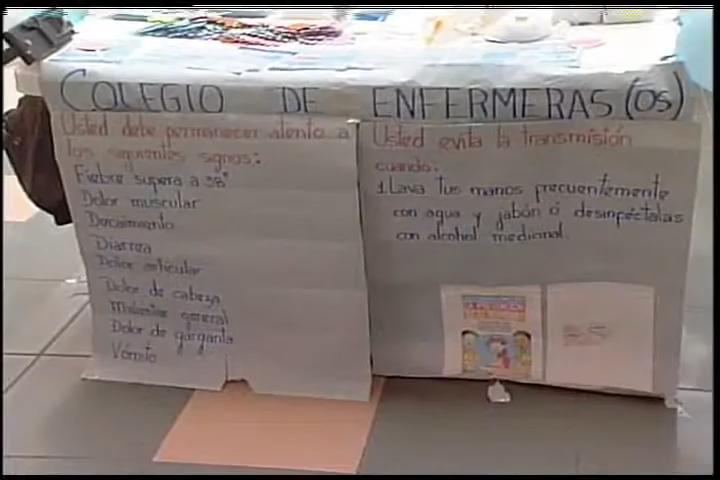 COLEGIO DE ENFERMERAS(os)
Usted debe permanecer atento a
los siguientes signos:
Fiebre supera a 38°
Dolor muscular
Decaimiento
Diarrea
Dolor articular
Dolor de cabeza
Malestar general
Dolor de garganta
Vómito
Usted evita la transmisión
cuando:
1. Lava tus manos frecuentemente
con agua y jabón ó desinféctalas
con alcohol medicinal.